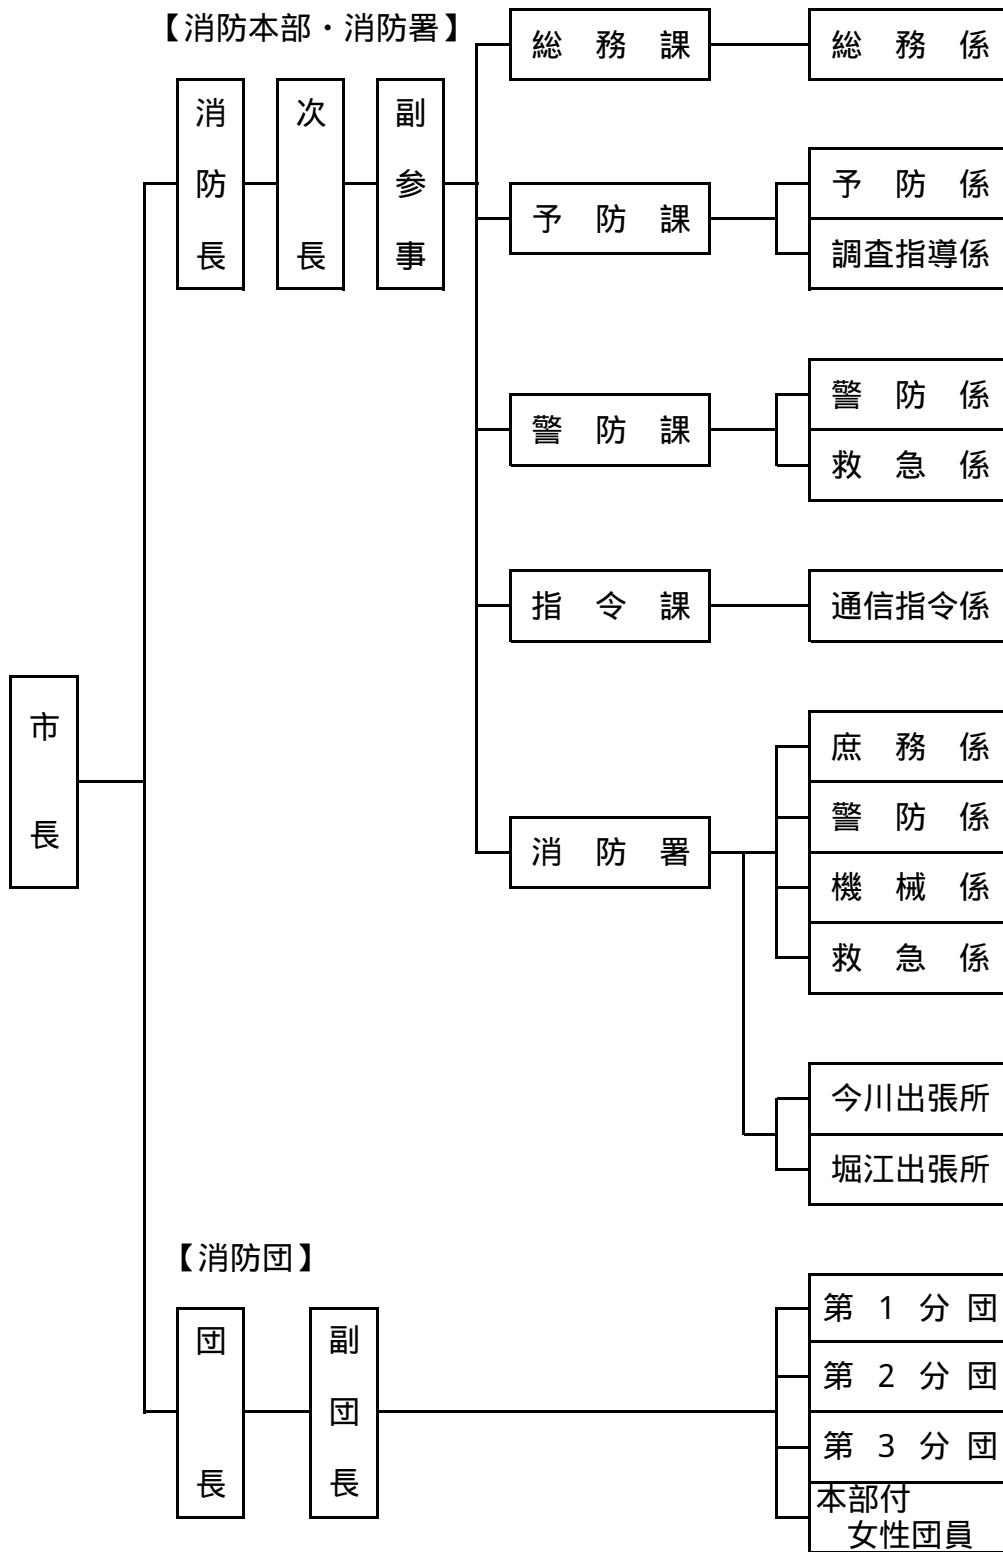 【消防本部・消防署】
総務課
総務係
消防長
次長
副参事
予防課
予防係
調査指導係
警防課
警防係
救急係
指令課
通信指令係
市長
消防署
庶務係
警防係
機械係
救急係
今川出張所
堀江出張所
【消防団】
団長
副団長
第1分団
第2分団
第3分団
本部付
女性団員